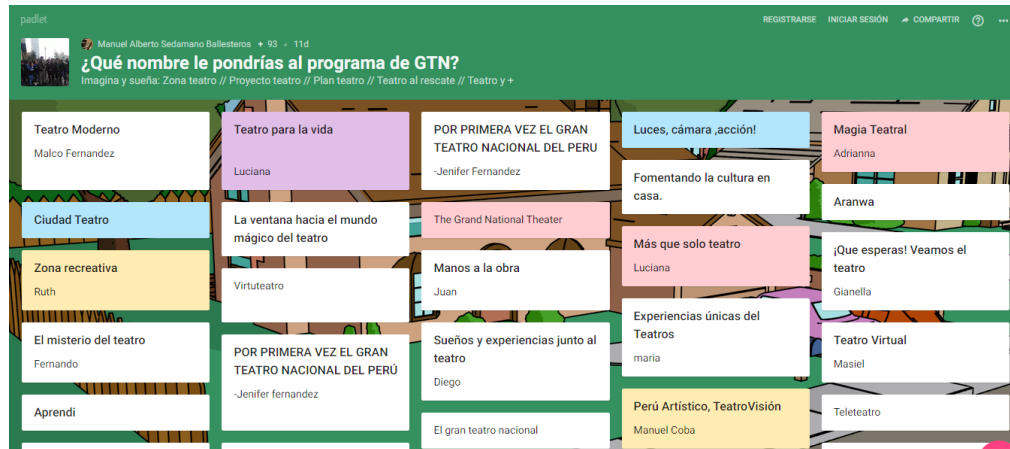 padlet
REGISTRARSE INICIAR SESIÓN COMPARTIR
Manuel Alberto Sedamano Ballesteros + 93 • 11d
¿Qué nombre le pondrías al programa de GTN?
Imagina y sueña: Zona teatro // Proyecto teatro // Plan teatro // Teatro al rescate // Teatro y +
Teatro Moderno
Malco Fernandez
Ciudad Teatro
Zona recreativa
Ruth
El misterio del teatro
Fernando
Aprendi
Teatro para la vida
Luciana
La ventana hacia el mundo
mágico del teatro
Virtuteatro
POR PRIMERA VEZ EL GRAN
TEATRO NACIONAL DEL PERÚ
-Jenifer fernandez
POR PRIMERA VEZ EL GRAN
TEATRO NACIONAL DEL PERU
-Jenifer Fernandez
The Grand National Theater
Manos a la obra
Juan
Sueños y experiencias junto al
teatro
Diego
El gran teatro nacional
Luces, cámara ,acción!
Fomentando la cultura en
casa.
Más que solo teatro
Luciana
Experiencias únicas del
Teatros
maria
Perú Artístico, TeatroVisión
Manuel Coba
Magia Teatral
Adrianna
Aranwa
¡Que esperas! Veamos el
teatro
Gianella
Teatro Virtual
Masiel
Teleteatro